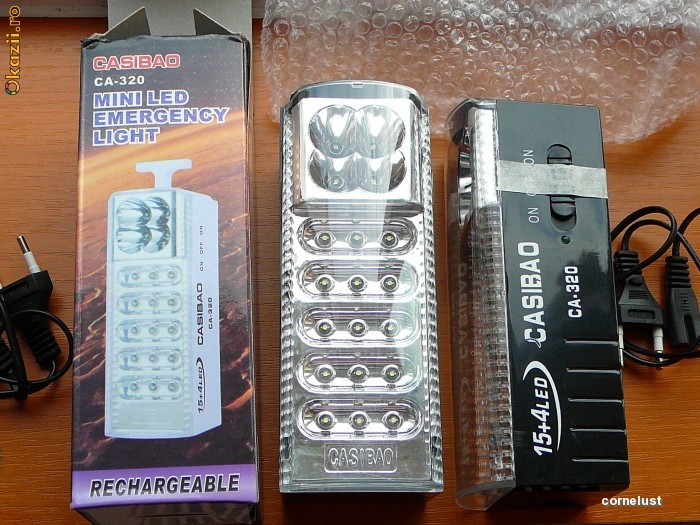 Okazii.ro
CASIBAO
CA-320
MINI LED
EMERGENCY
LIGHT
ON OFF ON
CASIBAO
CA-320
15+4LED
RECHARGEABLE
CASIBAO
ON
ON
CASIBAO
CA-320
15+4LED
cornelust